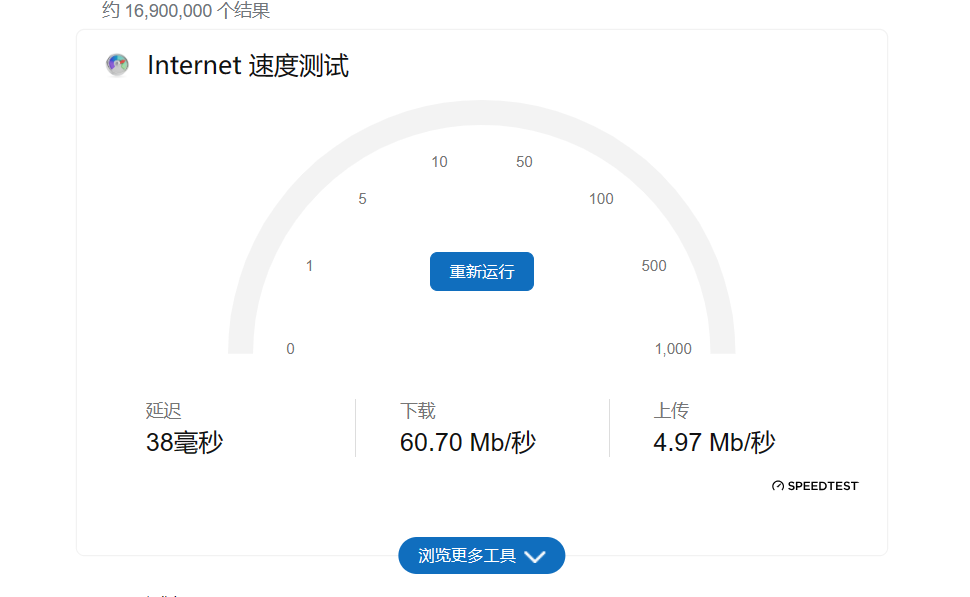 约 16,900,000 个结果
Internet 速度测试
10 50
5 100
1 500
重新运行
0 1,000
延迟 下载 上传
38毫秒 60.70 Mb/秒 4.97 Mb/秒
SPEEDTEST
浏览更多工具